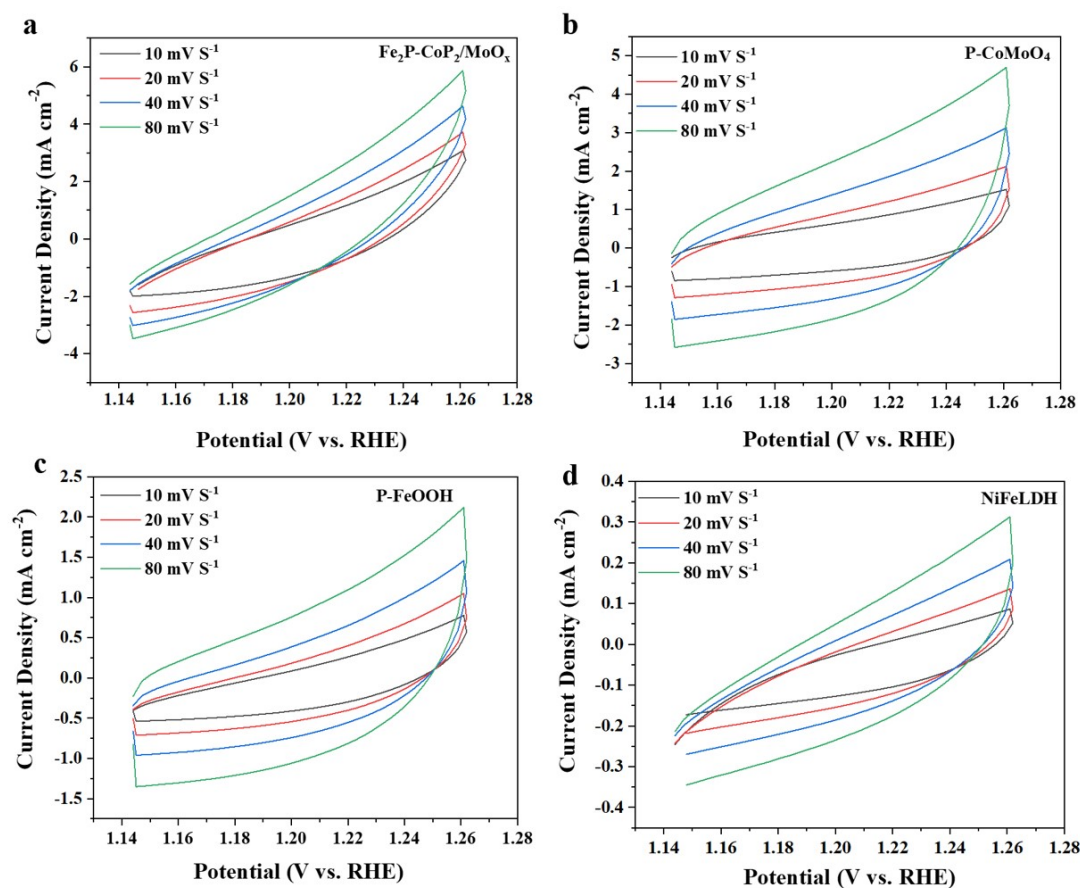 a
Fe₂P-CoP₂/MoOₓ
10 mV S⁻¹
20 mV S⁻¹
40 mV S⁻¹
80 mV S⁻¹
Current Density (mA cm⁻²)
6
4
2
0
-2
-4
1.14 1.16 1.18 1.20 1.22 1.24 1.26 1.28
Potential (V vs. RHE)
b
P-CoMoO₄
10 mV S⁻¹
20 mV S⁻¹
40 mV S⁻¹
80 mV S⁻¹
Current Density (mA cm⁻²)
5
4
3
2
1
0
-1
-2
-3
1.14 1.16 1.18 1.20 1.22 1.24 1.26 1.28
Potential (V vs. RHE)
c
P-FeOOH
10 mV S⁻¹
20 mV S⁻¹
40 mV S⁻¹
80 mV S⁻¹
Current Density (mA cm⁻²)
2.5
2.0
1.5
1.0
0.5
0.0
-0.5
-1.0
-1.5
1.14 1.16 1.18 1.20 1.22 1.24 1.26 1.28
Potential (V vs. RHE)
d
NiFeLDH
10 mV S⁻¹
20 mV S⁻¹
40 mV S⁻¹
80 mV S⁻¹
Current Density (mA cm⁻²)
0.4
0.3
0.2
0.1
0.0
-0.1
-0.2
-0.3
-0.4
1.14 1.16 1.18 1.20 1.22 1.24 1.26 1.28
Potential (V vs. RHE)